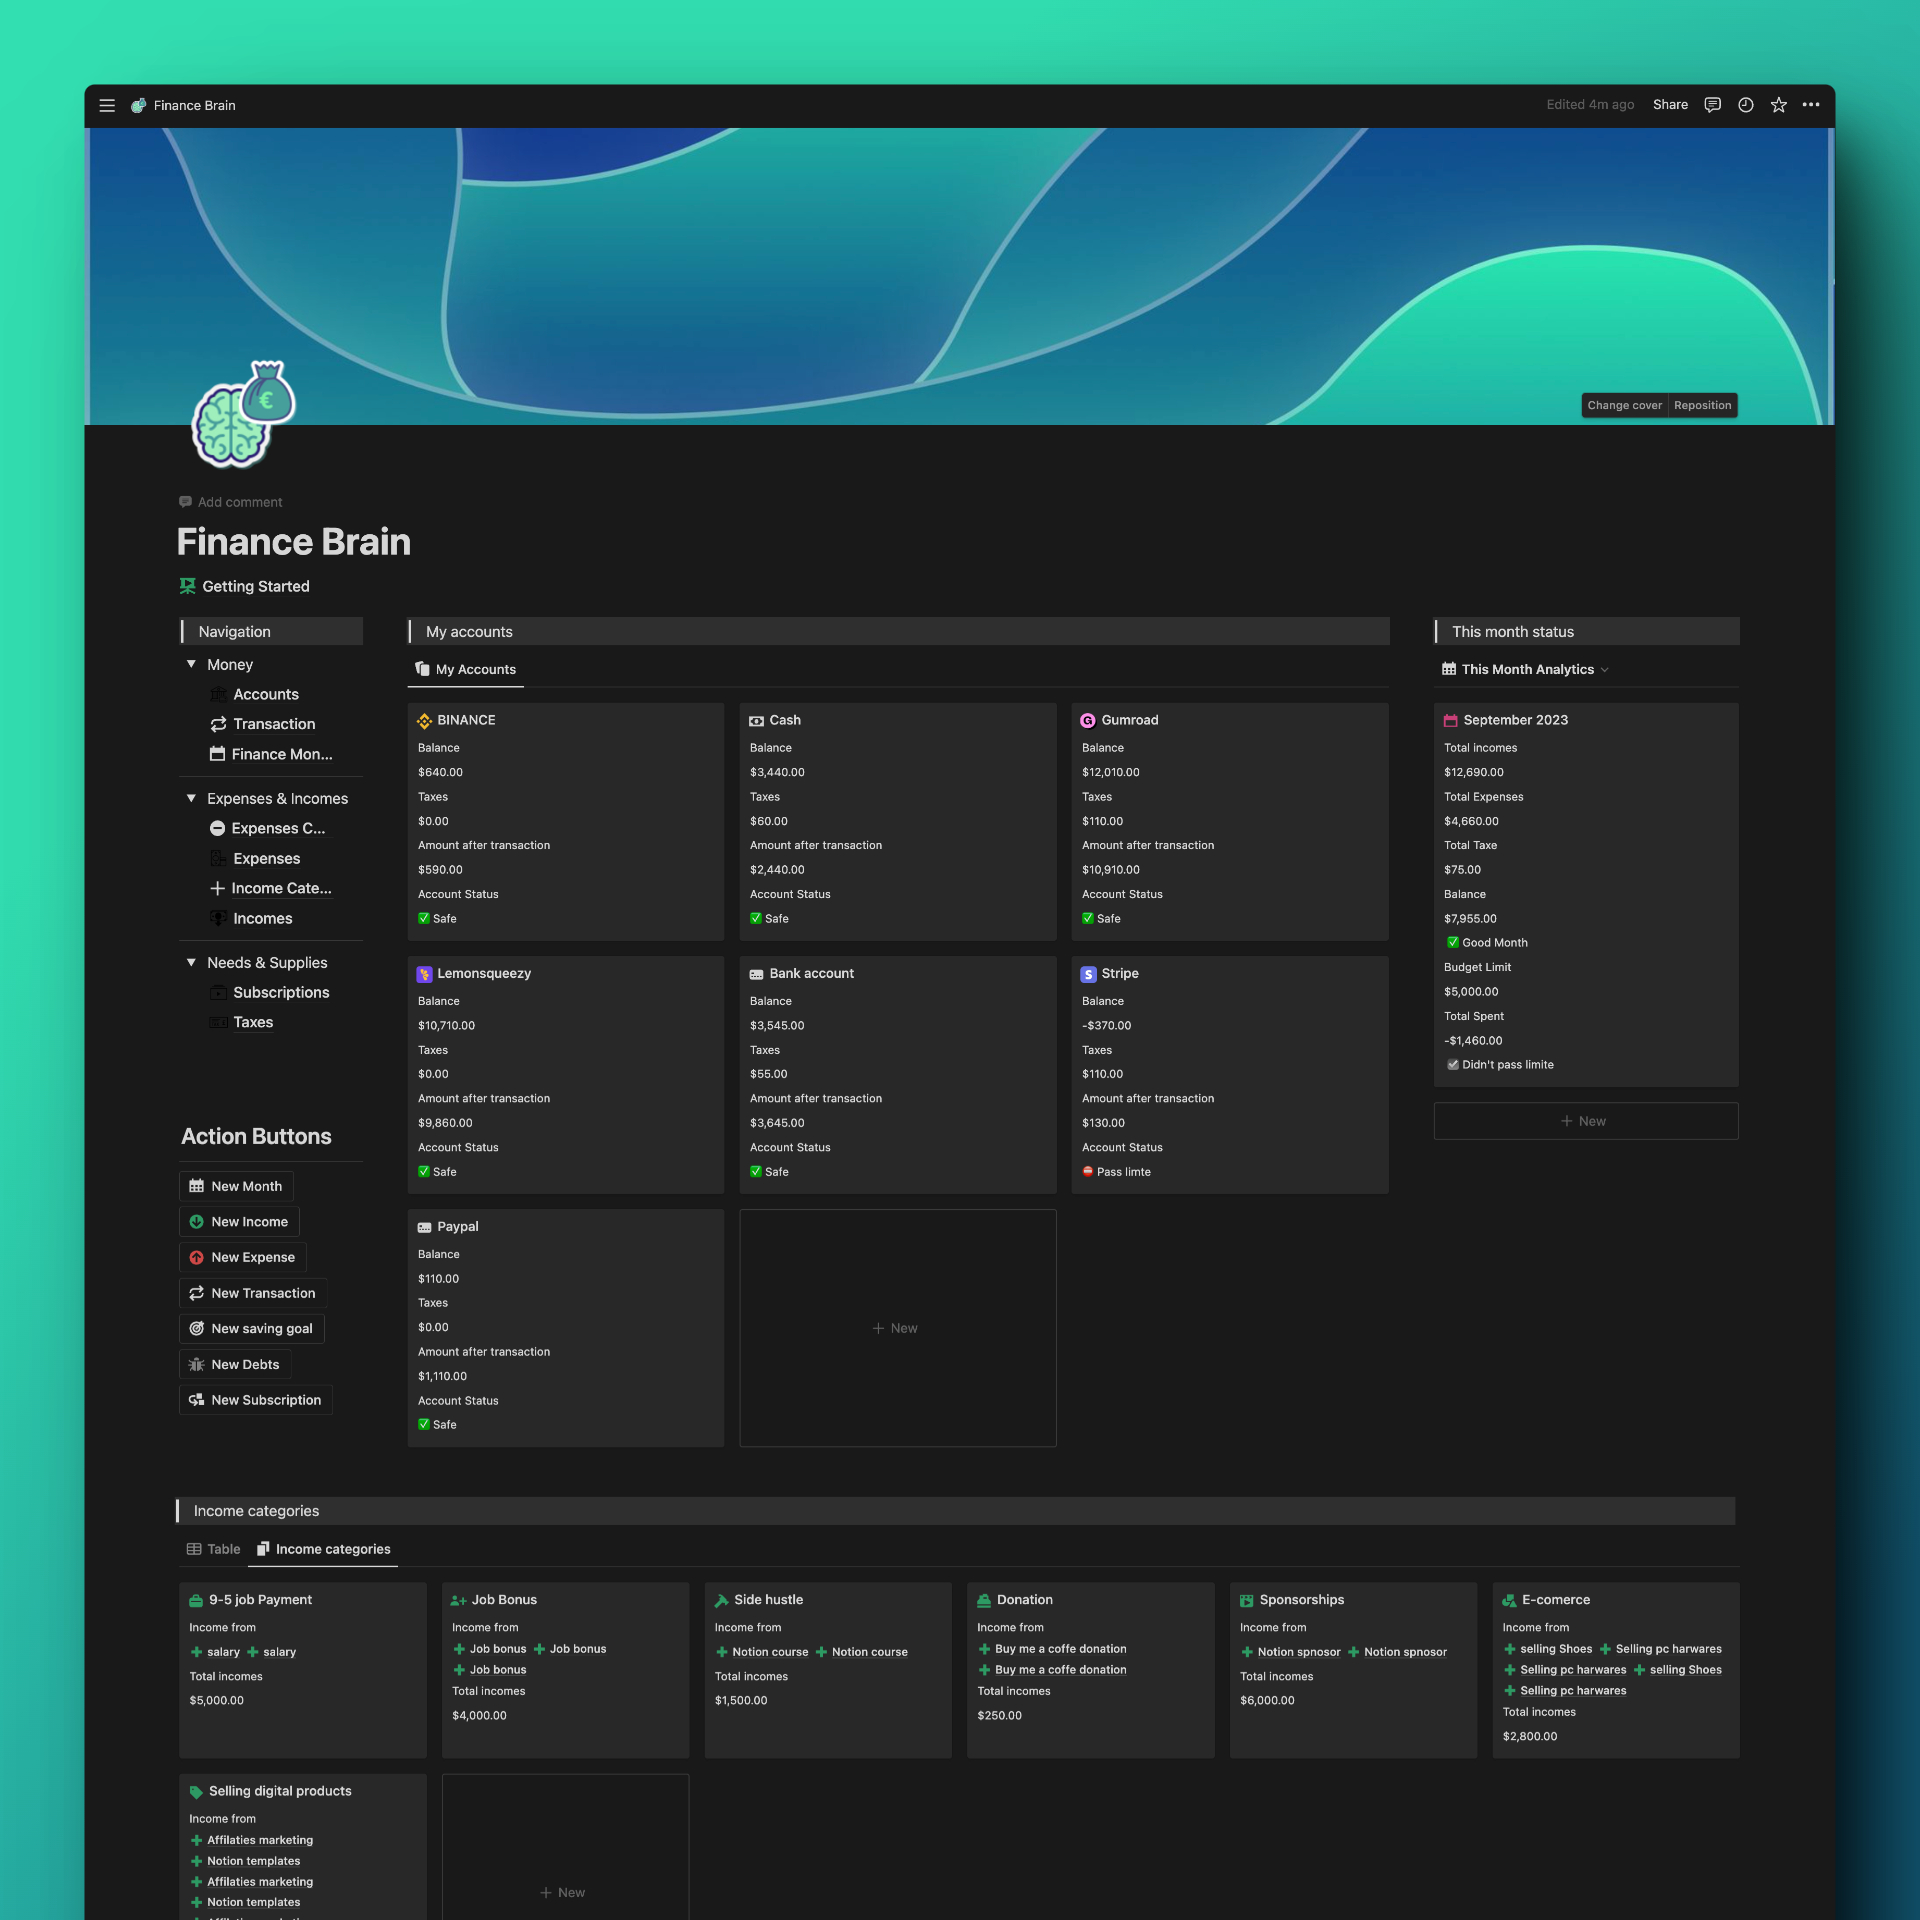 Finance Brain
Edited 4m ago
Share
Change cover
Reposition
€
Add comment
Finance Brain
Getting Started
Navigation
Money
Accounts
Transaction
Finance Mon...
Expenses & Incomes
Expenses C...
Expenses
Income Cate...
Incomes
Needs & Supplies
Subscriptions
Taxes
Action Buttons
New Month
New Income
New Expense
New Transaction
New saving goal
New Debts
New Subscription
My accounts
My Accounts
BINANCE
Balance
$640.00
Taxes
$0.00
Amount after transaction
$590.00
Account Status
✅ Safe
Cash
Balance
$3,440.00
Taxes
$60.00
Amount after transaction
$2,440.00
Account Status
✅ Safe
G Gumroad
Balance
$12,010.00
Taxes
$110.00
Amount after transaction
$10,910.00
Account Status
✅ Safe
Lemonsqueezy
Balance
$10,710.00
Taxes
$0.00
Amount after transaction
$9,860.00
Account Status
✅ Safe
Bank account
Balance
$3,545.00
Taxes
$55.00
Amount after transaction
$3,645.00
Account Status
✅ Safe
S Stripe
Balance
-$370.00
Taxes
$110.00
Amount after transaction
$130.00
Account Status
⛔ Pass limte
Paypal
Balance
$110.00
Taxes
$0.00
Amount after transaction
$1,110.00
Account Status
✅ Safe
+ New
This month status
This Month Analytics
September 2023
Total incomes
$12,690.00
Total Expenses
$4,660.00
Total Taxe
$75.00
Balance
$7,955.00
✅ Good Month
Budget Limit
$5,000.00
Total Spent
-$1,460.00
☑ Didn't pass limite
+ New
Income categories
Table
Income categories
9-5 job Payment
Income from
salary salary
Total incomes
$5,000.00
Job Bonus
Income from
Job bonus Job bonus
Job bonus
Total incomes
$4,000.00
Side hustle
Income from
Notion course Notion course
Total incomes
$1,500.00
Donation
Income from
Buy me a coffe donation
Buy me a coffe donation
Total incomes
$250.00
Sponsorships
Income from
Notion spnosor Notion spnosor
Total incomes
$6,000.00
E-comerce
Income from
selling Shoes Selling pc harwares
Selling pc harwares selling Shoes
Selling pc harwares
Total incomes
$2,800.00
Selling digital products
Income from
Affilaties marketing
Notion templates
Affilaties marketing
Notion templates
+ New